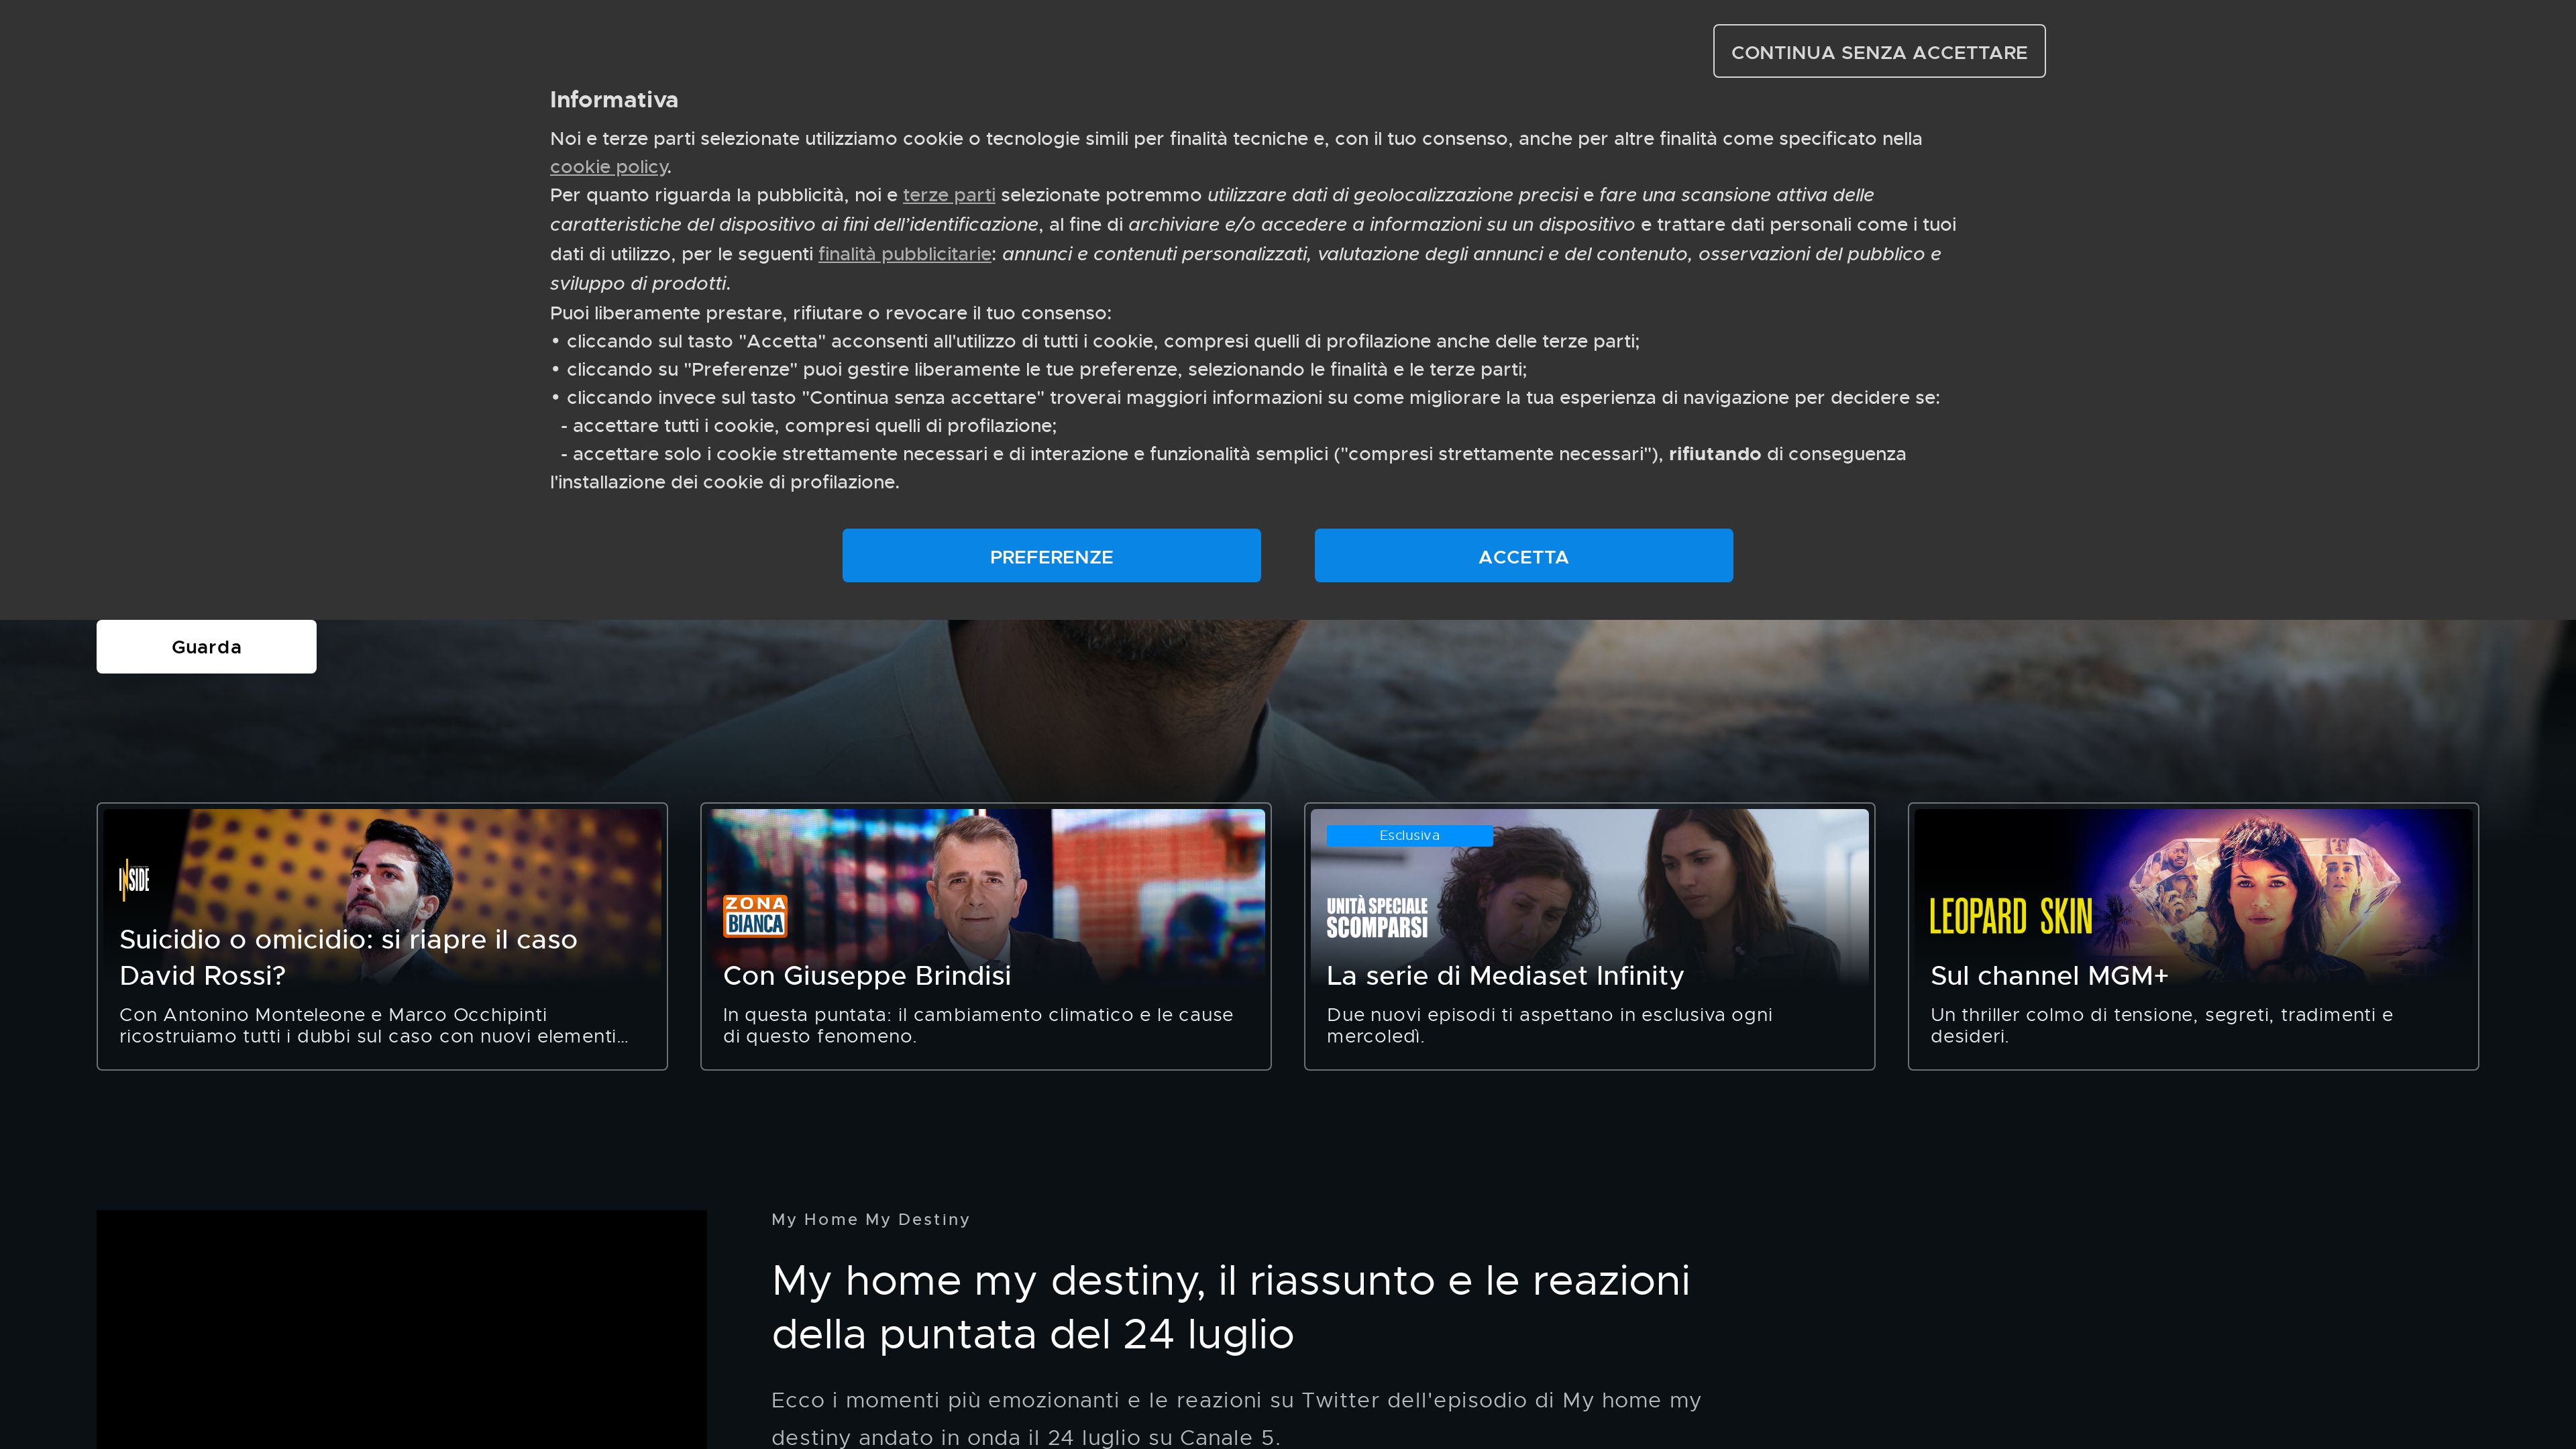 CONTINUA SENZA ACCETTARE
Informativa
Noi e terze parti selezionate utilizziamo cookie o tecnologie simili per finalità tecniche e, con il tuo consenso, anche per altre finalità come specificato nella
cookie policy.
Per quanto riguarda la pubblicità, noi e terze parti selezionate potremmo utilizzare dati di geolocalizzazione precisi e fare una scansione attiva delle
caratteristiche del dispositivo ai fini dell’identificazione, al fine di archiviare e/o accedere a informazioni su un dispositivo e trattare dati personali come i tuoi
dati di utilizzo, per le seguenti finalità pubblicitarie: annunci e contenuti personalizzati, valutazione degli annunci e del contenuto, osservazioni del pubblico e
sviluppo di prodotti.
Puoi liberamente prestare, rifiutare o revocare il tuo consenso:
• cliccando sul tasto "Accetta" acconsenti all'utilizzo di tutti i cookie, compresi quelli di profilazione anche delle terze parti;
• cliccando su "Preferenze" puoi gestire liberamente le tue preferenze, selezionando le finalità e le terze parti;
• cliccando invece sul tasto "Continua senza accettare" troverai maggiori informazioni su come migliorare la tua esperienza di navigazione per decidere se:
- accettare tutti i cookie, compresi quelli di profilazione;
- accettare solo i cookie strettamente necessari e di interazione e funzionalità semplici ("compresi strettamente necessari"), rifiutando di conseguenza
l'installazione dei cookie di profilazione.
PREFERENZE
ACCETTA
Guarda
INSIDE
Suicidio o omicidio: si riapre il caso
David Rossi?
Con Antonino Monteleone e Marco Occhipinti
ricostruiamo tutti i dubbi sul caso con nuovi elementi...
ZONA
BIANCA
Con Giuseppe Brindisi
In questa puntata: il cambiamento climatico e le cause
di questo fenomeno.
Esclusiva
UNITÀ SPECIALE
SCOMPARSI
La serie di Mediaset Infinity
Due nuovi episodi ti aspettano in esclusiva ogni
mercoledì.
LEOPARD SKIN
Sul channel MGM+
Un thriller colmo di tensione, segreti, tradimenti e
desideri.
My Home My Destiny
My home my destiny, il riassunto e le reazioni
della puntata del 24 luglio
Ecco i momenti più emozionanti e le reazioni su Twitter dell'episodio di My home my
destiny andato in onda il 24 luglio su Canale 5.